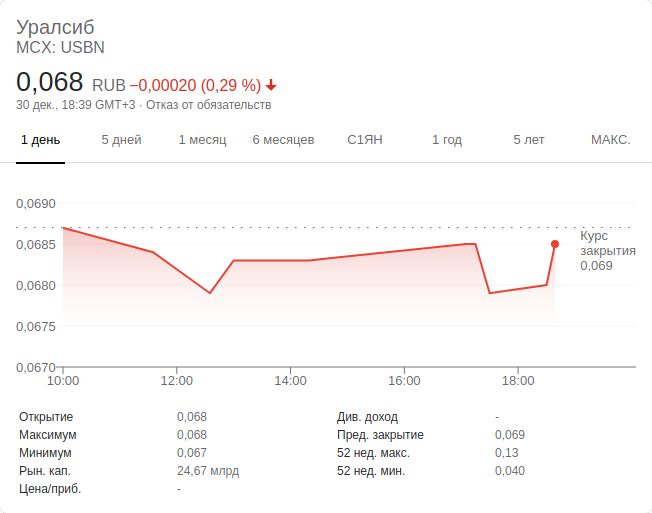 Уралсиб
MCX: USBN
0,068 RUB −0,00020 (0,29 %)
30 дек., 18:39 GMT+3 · Отказ от обязательств
1 день 5 дней 1 месяц 6 месяцев С1ЯН 1 год 5 лет МАКС.
0,0690
0,0685
0,0680
0,0675
0,0670
Курс
закрытия
0,069
10:00 12:00 14:00 16:00 18:00
Открытие 0,068 Див. доход -
Максимум 0,068 Пред. закрытие 0,069
Минимум 0,067 52 нед. макс. 0,13
Рын. кап. 24,67 млрд 52 нед. мин. 0,040
Цена/приб. -